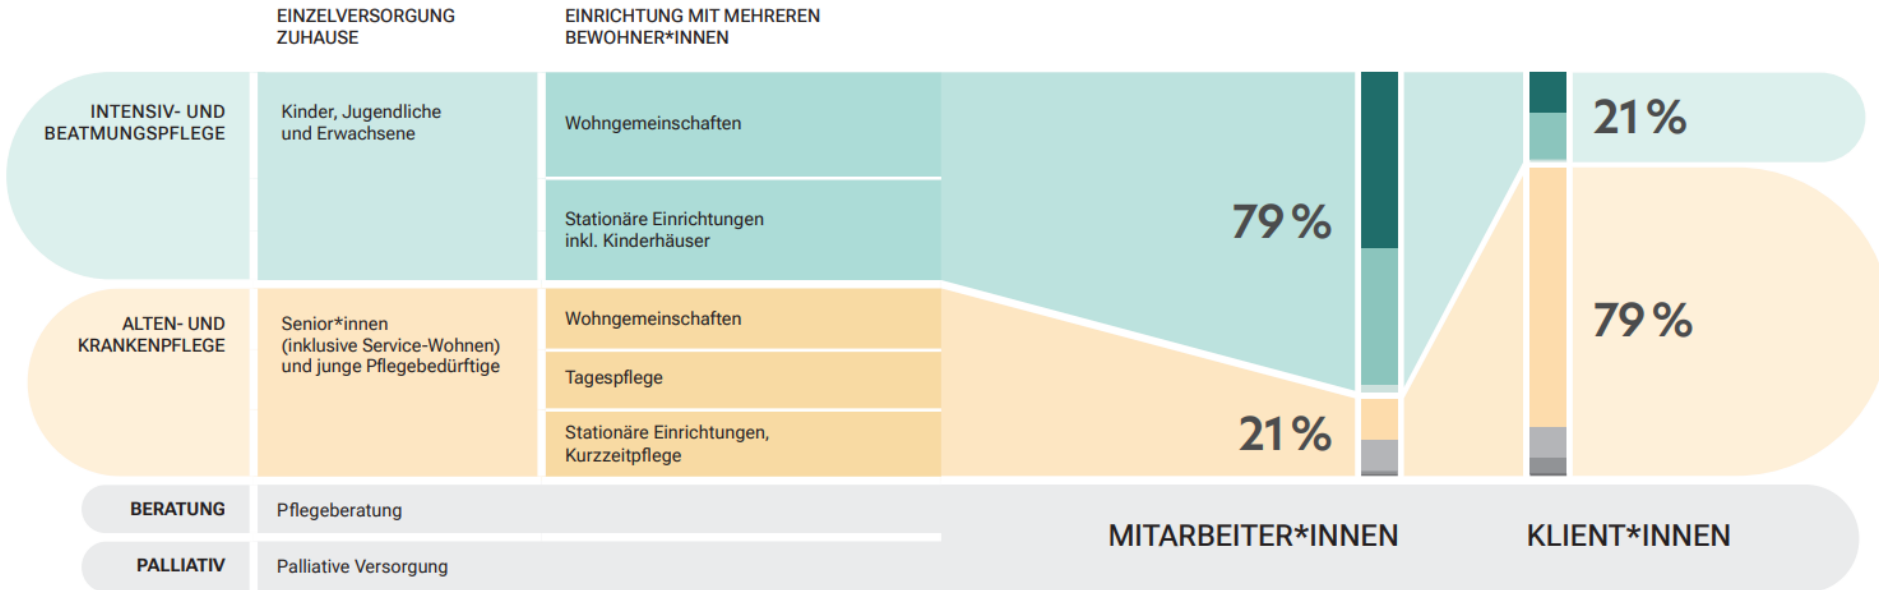 EINZELVERSORGUNG
ZUHAUSE
EINRICHTUNG MIT MEHREREN
BEWOHNER*INNEN
INTENSIV- UND
BEATMUNGSPFLEGE
Kinder, Jugendliche
und Erwachsene
Wohngemeinschaften
Stationäre Einrichtungen
inkl. Kinderhäuser
79 %
21 %
ALTEN- UND
KRANKENPFLEGE
Senior*innen
(inklusive Service-Wohnen)
und junge Pflegebedürftige
Wohngemeinschaften
Tagespflege
Stationäre Einrichtungen,
Kurzzeitpflege
21 %
79 %
BERATUNG
Pflegeberatung
PALLIATIV
Palliative Versorgung
MITARBEITER*INNEN
KLIENT*INNEN